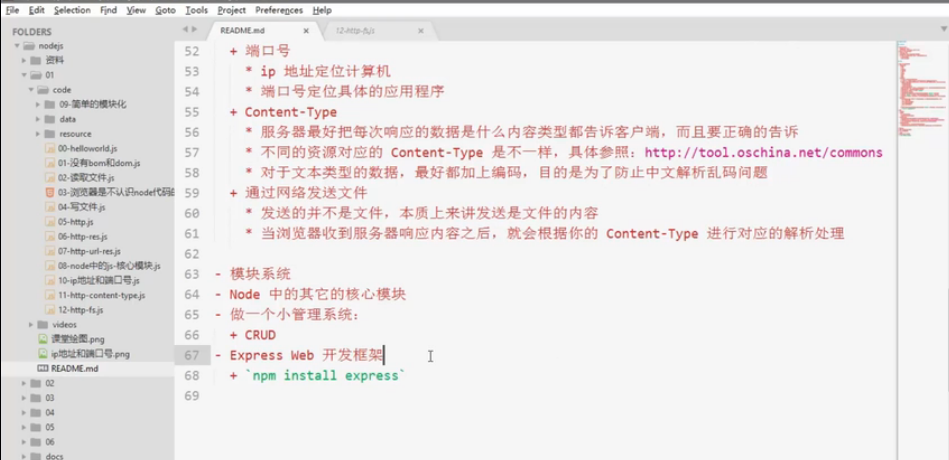 File Edit Selection Find View Goto Tools Project Preferences Help
FOLDERS
nodejs
资料
01
code
09-简单的模块化
data
resource
00-helloworld.js
01-没有bom和dom.js
02-读取文件.js
03-浏览器是不认识node代码的
04-写文件.js
05-http.js
06-http-res.js
07-http-url-res.js
08-node中的js-核心模块.js
10-ip地址和端口号.js
11-http-content-type.js
12-http-fs.js
videos
课堂绘图.png
ip地址和端口号.png
README.md
02
03
04
05
06
docs
README.md × 12-http-fs.js ×
52 + 端口号
53 * ip 地址定位计算机
54 * 端口号定位具体的应用程序
55 + Content-Type
56 * 服务器最好把每次响应的数据是什么内容类型都告诉客户端，而且要正确的告诉
57 * 不同的资源对应的 Content-Type 是不一样，具体参照：http://tool.oschina.net/commons
58 * 对于文本类型的数据，最好都加上编码，目的是为了防止中文解析乱码问题
59 + 通过网络发送文件
60 * 发送的并不是文件，本质上来讲发送是文件的内容
61 * 当浏览器收到服务器响应内容之后，就会根据你的 Content-Type 进行对应的解析处理
62
63 - 模块系统
64 - Node 中的其它的核心模块
65 - 做一个小管理系统：
66 + CRUD
67 - Express Web 开发框架
68 + `npm install express`
69